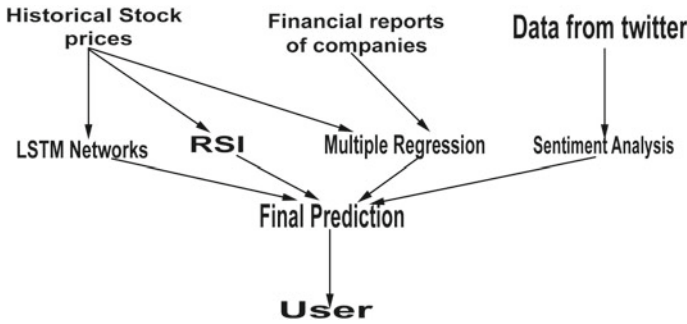 Historical Stock
prices
Financial reports
of companies
Data from twitter
LSTM Networks
RSI
Multiple Regression
Sentiment Analysis
Final Prediction
User